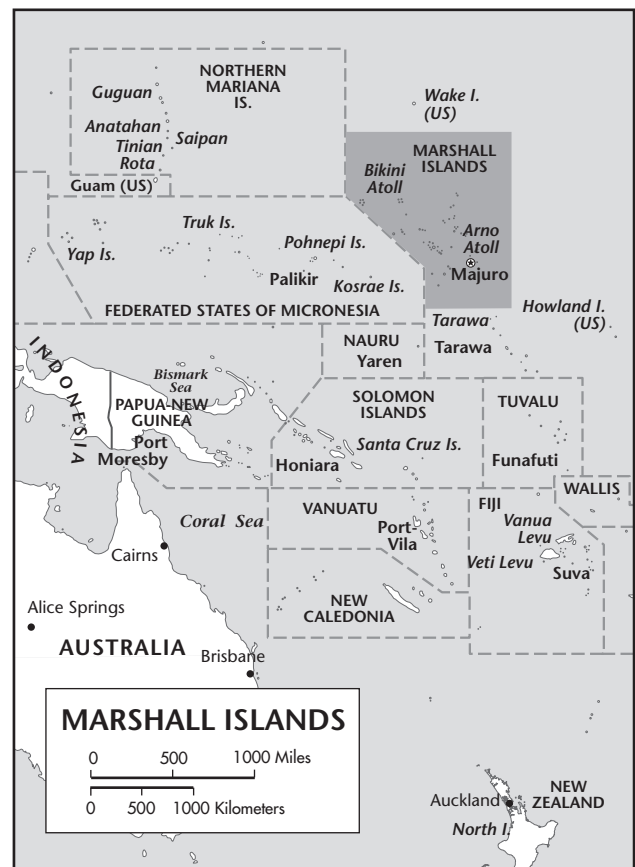 NORTHERN
MARIANA
IS.
Guguan
Anatahan
Tinian
Rota
Saipan
Guam (US)
Wake I.
(US)
MARSHALL
ISLANDS
Bikini
Atoll
Arno
Atoll
Majuro
Truk Is.
Yap Is.
Pohnepi Is.
Palikir
Kosrae Is.
FEDERATED STATES OF MICRONESIA
Howland I.
(US)
Tarawa
Tarawa
NAURU
Yaren
INDONESIA
Bismark
Sea
PAPUA-NEW
GUINEA
Port
Moresby
SOLOMON
ISLANDS
Santa Cruz Is.
Honiara
TUVALU
Funafuti
WALLIS
Coral Sea
VANUATU
Port-
Vila
FIJI
Vanua
Levu
Veti Levu
Suva
Cairns
NEW
CALEDONIA
Alice Springs
AUSTRALIA
Brisbane
MARSHALL ISLANDS
0 500 1000 Miles
0 500 1000 Kilometers
Auckland
NEW
ZEALAND
North I.